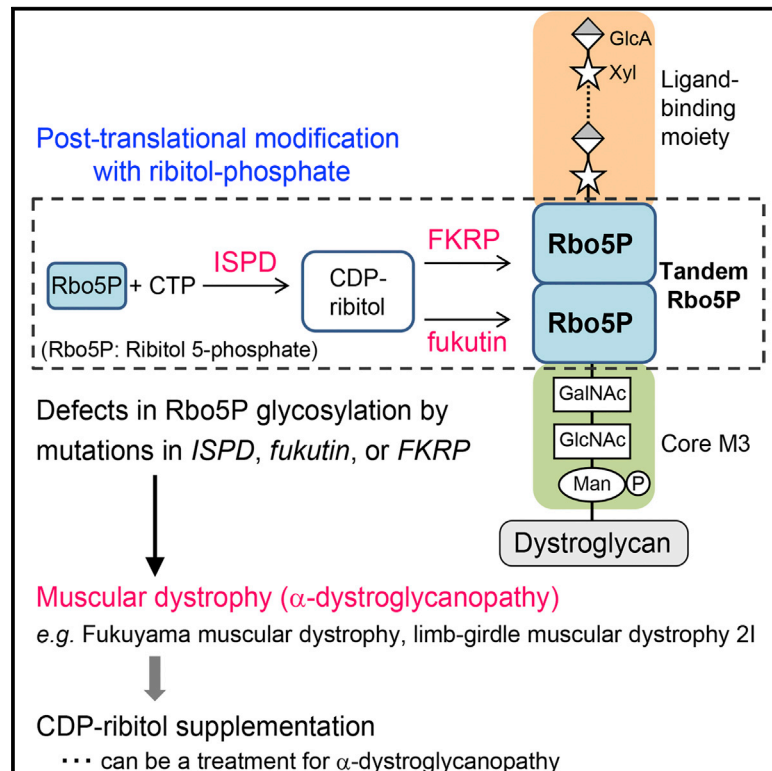 GlcA
Xyl
Ligand-
binding
moiety
Post-translational modification
with ribitol-phosphate
Rbo5P + CTP
ISPD
CDP-
ribitol
FKRP
fukutin
Rbo5P
Rbo5P
Tandem
Rbo5P
(Rbo5P: Ribitol 5-phosphate)
GalNAc
GlcNAc
Man
P
Core M3
Dystroglycan
Defects in Rbo5P glycosylation by
mutations in ISPD, fukutin, or FKRP
Muscular dystrophy (α-dystroglycanopathy)
e.g. Fukuyama muscular dystrophy, limb-girdle muscular dystrophy 2I
CDP-ribitol supplementation
··· can be a treatment for α-dystroglycanopathy